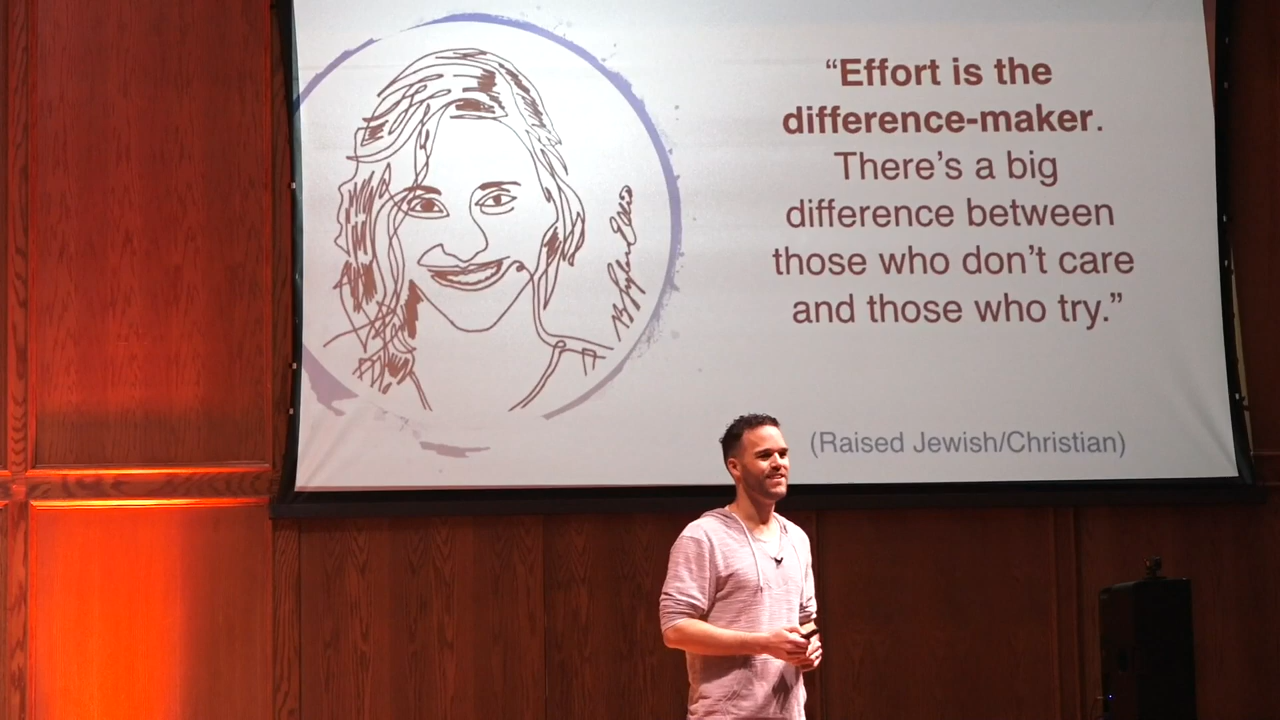 “Effort is the
difference-maker.
There’s a big
difference between
those who don’t care
and those who try.”
(Raised Jewish/Christian)